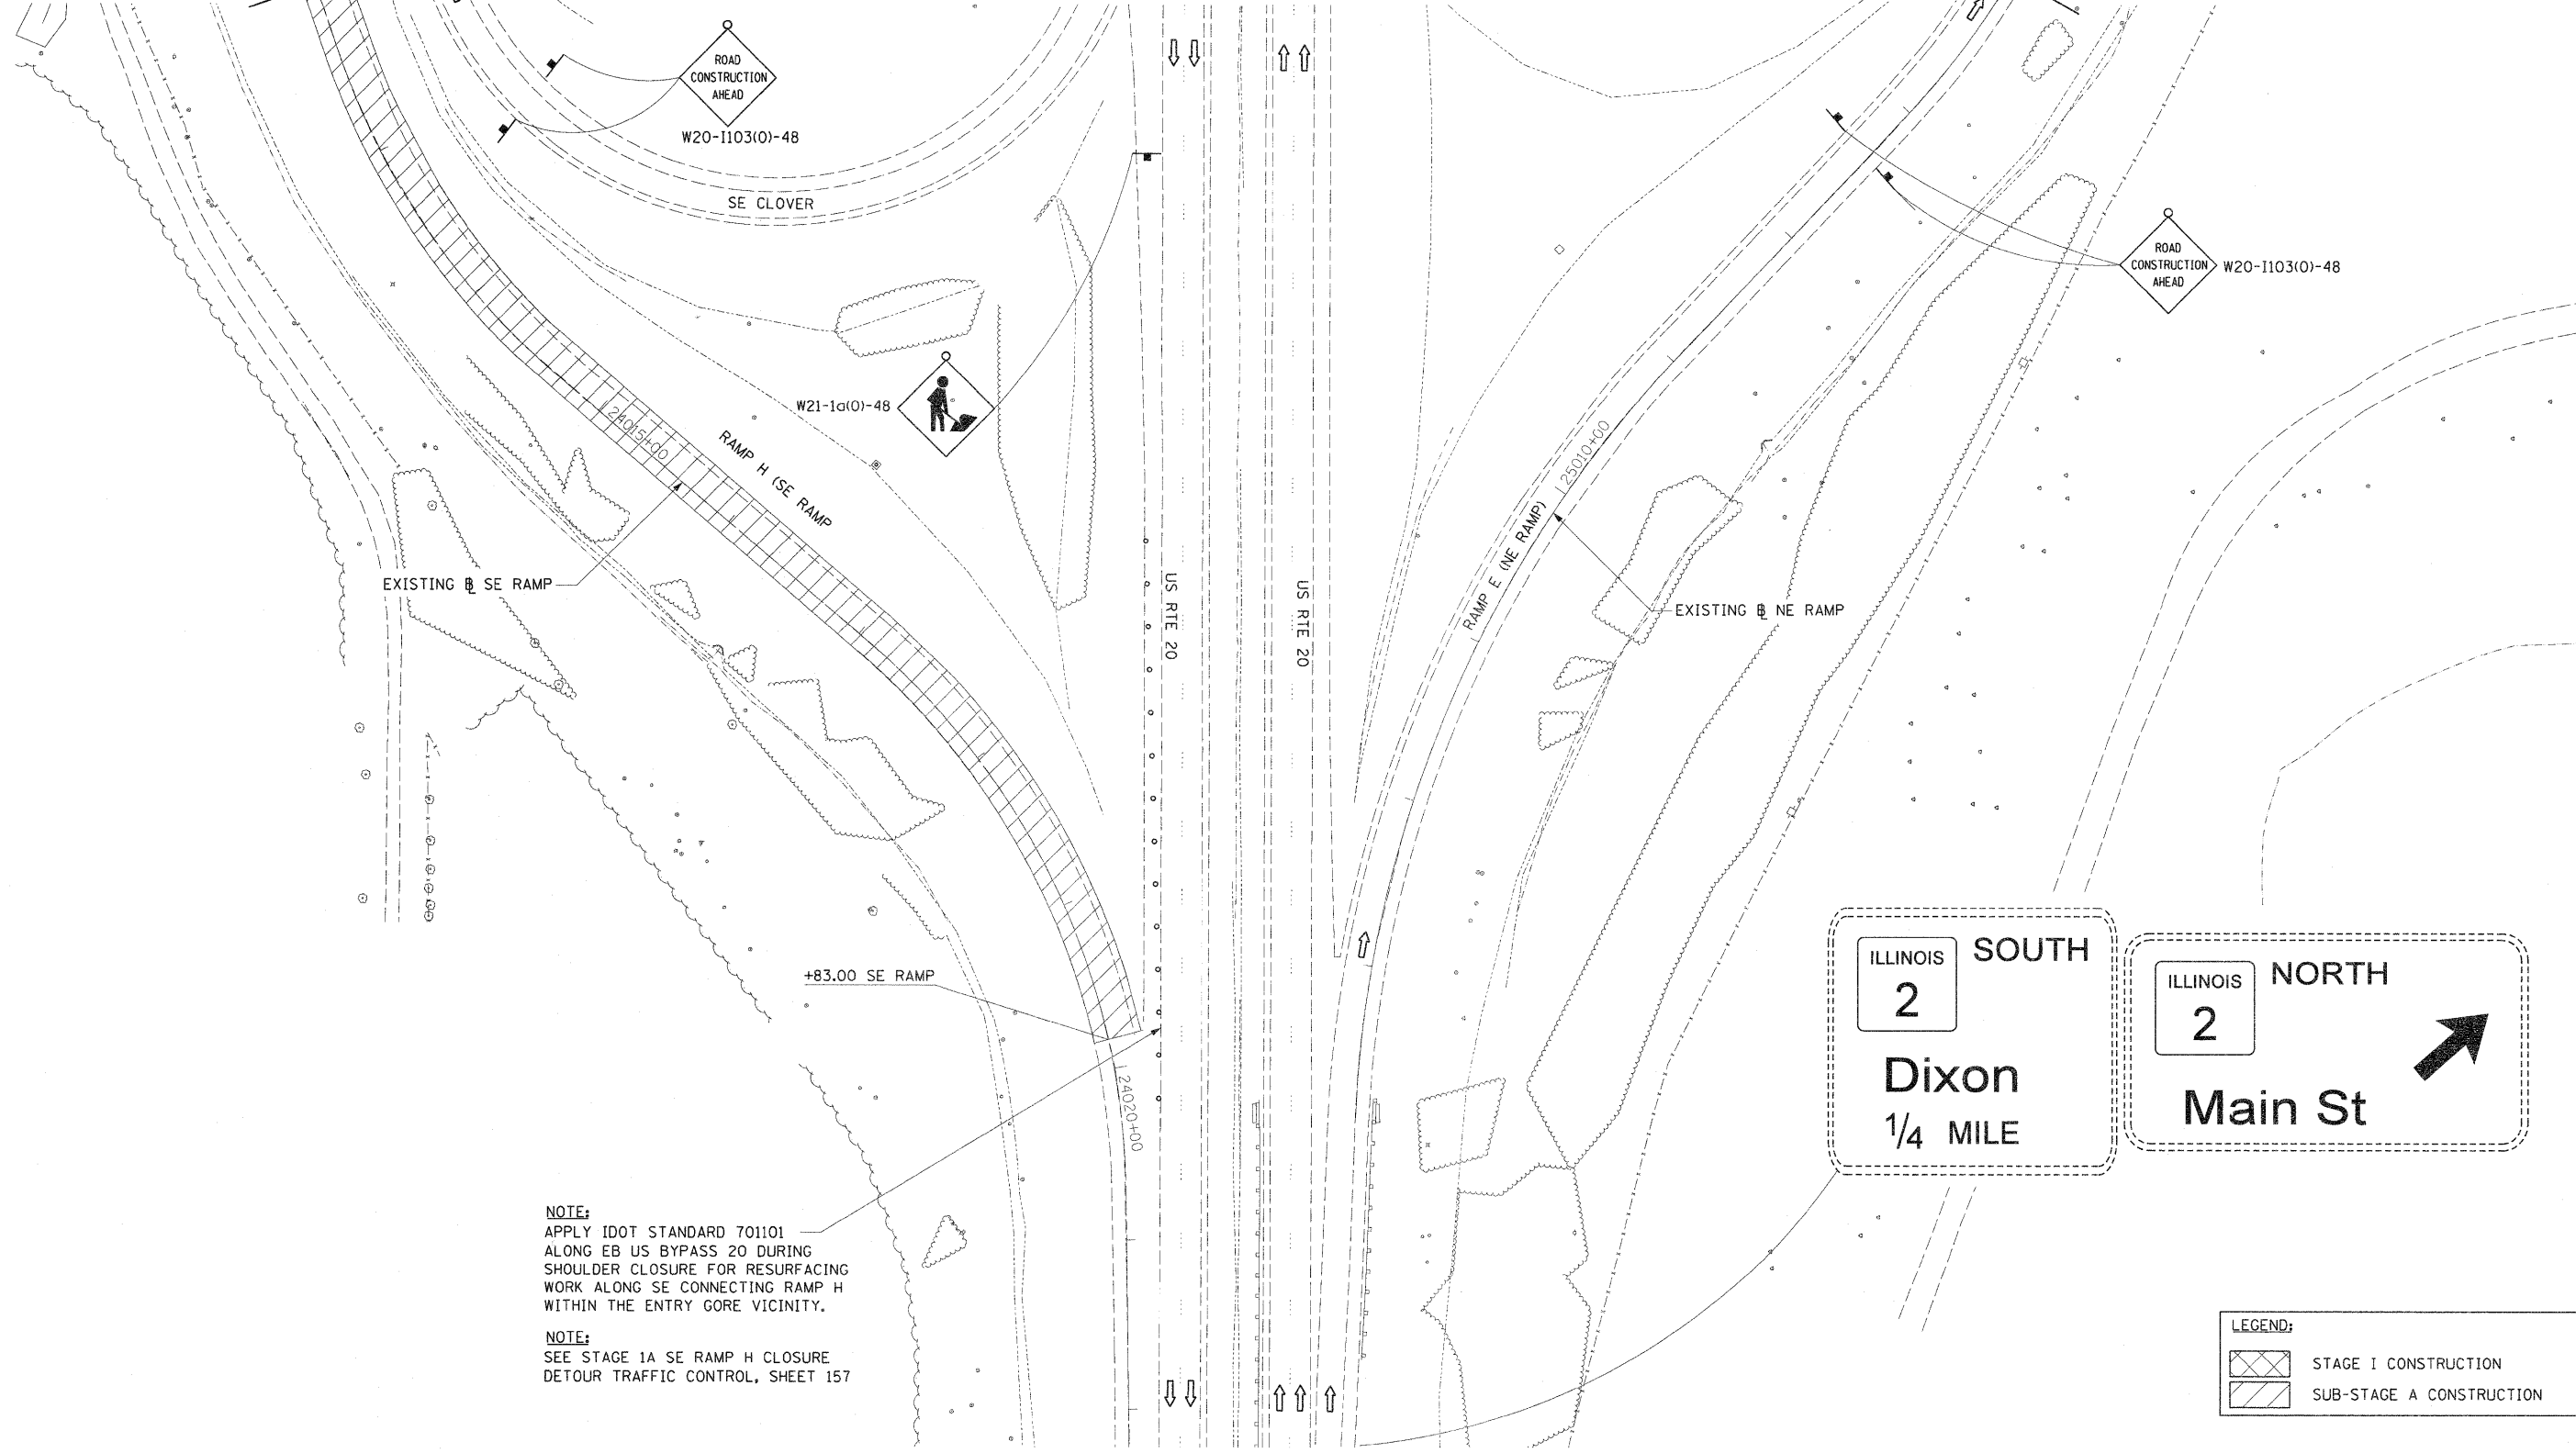 ROAD
CONSTRUCTION
AHEAD
W20-I103(O)-48
SE CLOVER
ROAD
CONSTRUCTION
AHEAD
W20-I103(O)-48
W21-1a(O)-48
24015+00
RAMP H (SE RAMP
EXISTING ℄ SE RAMP
US RTE 20
US RTE 20
RAMP E (NE RAMP)
25010+00
EXISTING ℄ NE RAMP
+83.00 SE RAMP
24020+00
ILLINOIS
2
SOUTH
Dixon
1/4 MILE
ILLINOIS
2
NORTH
Main St
NOTE:
APPLY IDOT STANDARD 701101
ALONG EB US BYPASS 20 DURING
SHOULDER CLOSURE FOR RESURFACING
WORK ALONG SE CONNECTING RAMP H
WITHIN THE ENTRY GORE VICINITY.
NOTE:
SEE STAGE 1A SE RAMP H CLOSURE
DETOUR TRAFFIC CONTROL, SHEET 157
LEGEND:
STAGE I CONSTRUCTION
SUB-STAGE A CONSTRUCTION